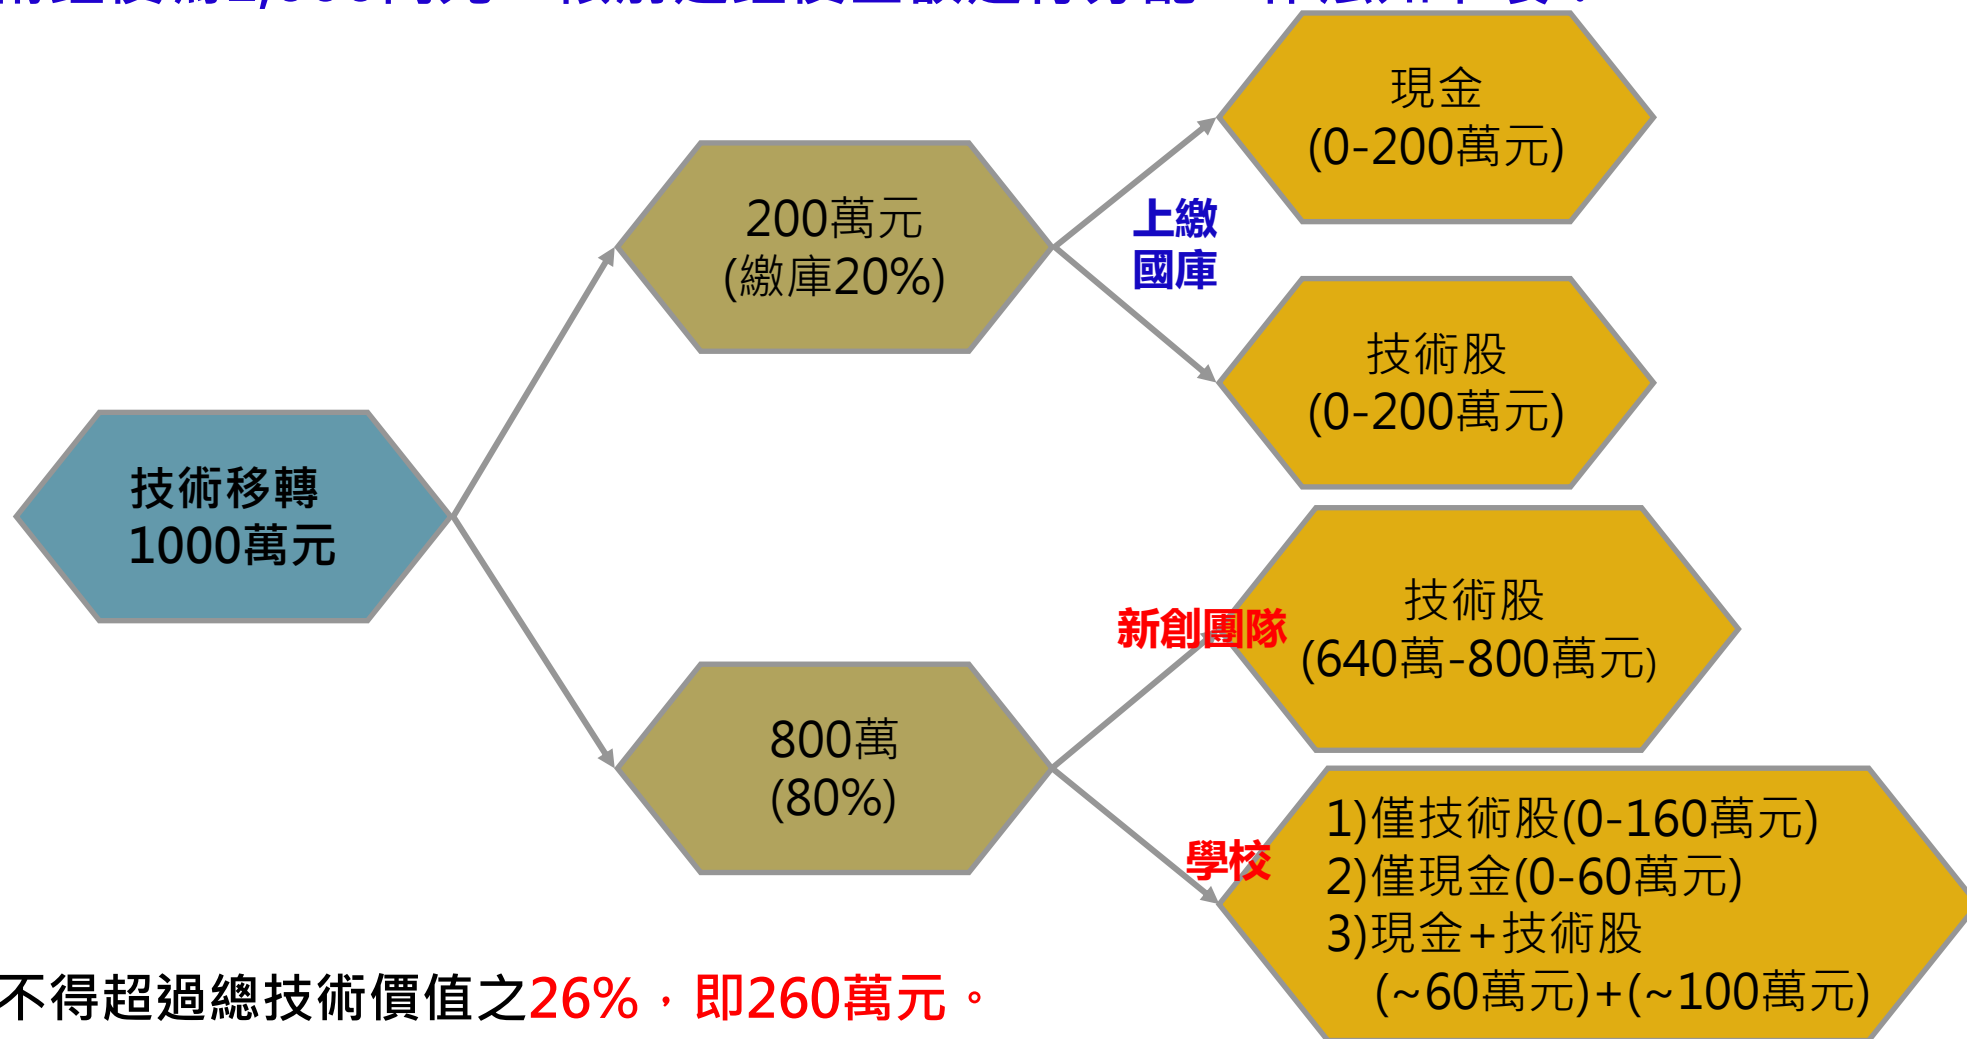 現金
(0-200萬元)
200萬元
(繳庫20%)
上繳
國庫
技術股
(0-200萬元)
技術移轉
1000萬元
新創團隊
技術股
(640萬-800萬元)
800萬
(80%)
學校
1)僅技術股(0-160萬元)
2)僅現金(0-60萬元)
3)現金+技術股
(~60萬元)+(~100萬元)
不得超過總技術價值之26%，即260萬元。